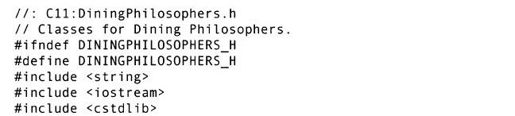 //: C11:DiningPhilosophers.h
// Classes for Dining Philosophers.
#ifndef DININGPHILOSOPHERS_H
#define DININGPHILOSOPHERS_H
#include <string>
#include <iostream>
#include <cstdlib>